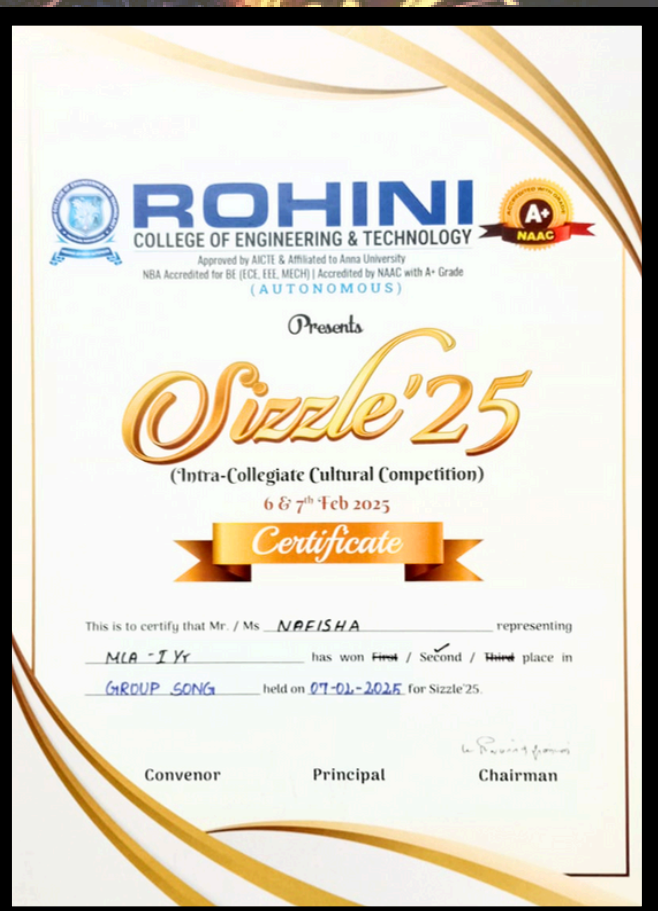 ROHINI
COLLEGE OF ENGINEERING & TECHNOLOGY
Approved by AICTE & Affiliated to Anna University
NBA Accredited for BE (ECE, EEE, MECH) | Accredited by NAAC with A+ Grade
(AUTONOMOUS)
A+
NAAC
Presents
Sizzle'25
(Intra-Collegiate Cultural Competition)
6 & 7th Feb 2025
Certificate
This is to certify that Mr. / Ms NAFISHA representing
MCA - I Yr has won First / Second / Third place in
GROUP SONG held on 07-02-2025 for Sizzle'25.
Convenor Principal Chairman